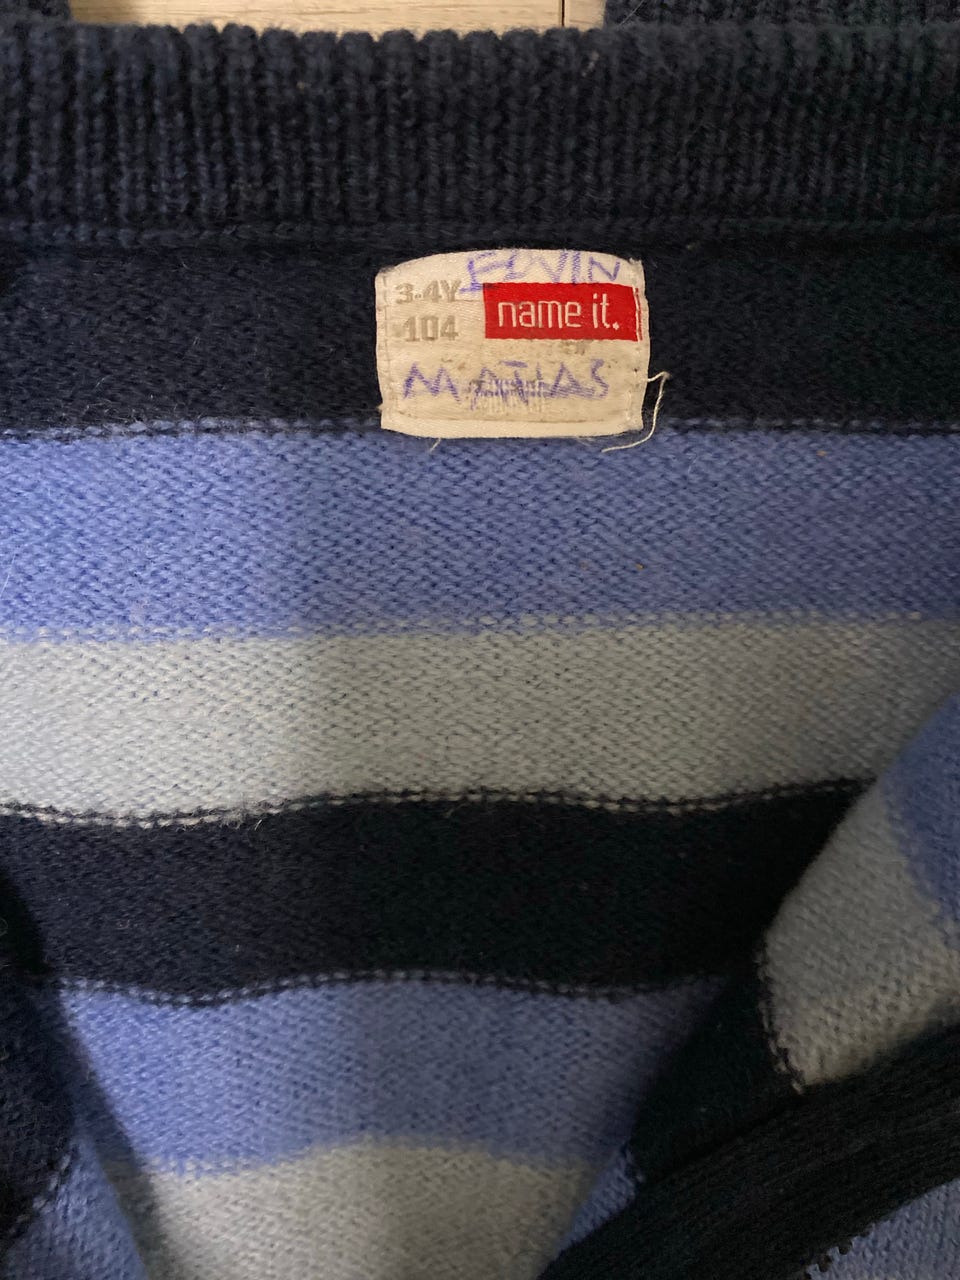 ELVIN
3-4Y
name it.
104
MATIAS